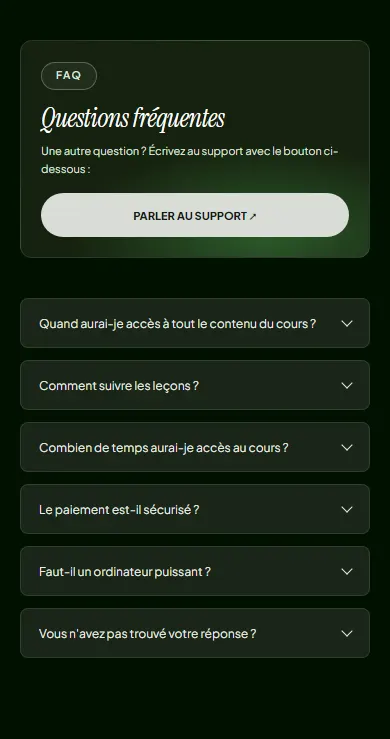 FAQ
Questions fréquentes
Une autre question ? Écrivez au support avec le bouton ci-
dessous :
PARLER AU SUPPORT ↗
Quand aurai-je accès à tout le contenu du cours ?
Comment suivre les leçons ?
Combien de temps aurai-je accès au cours ?
Le paiement est-il sécurisé ?
Faut-il un ordinateur puissant ?
Vous n'avez pas trouvé votre réponse ?